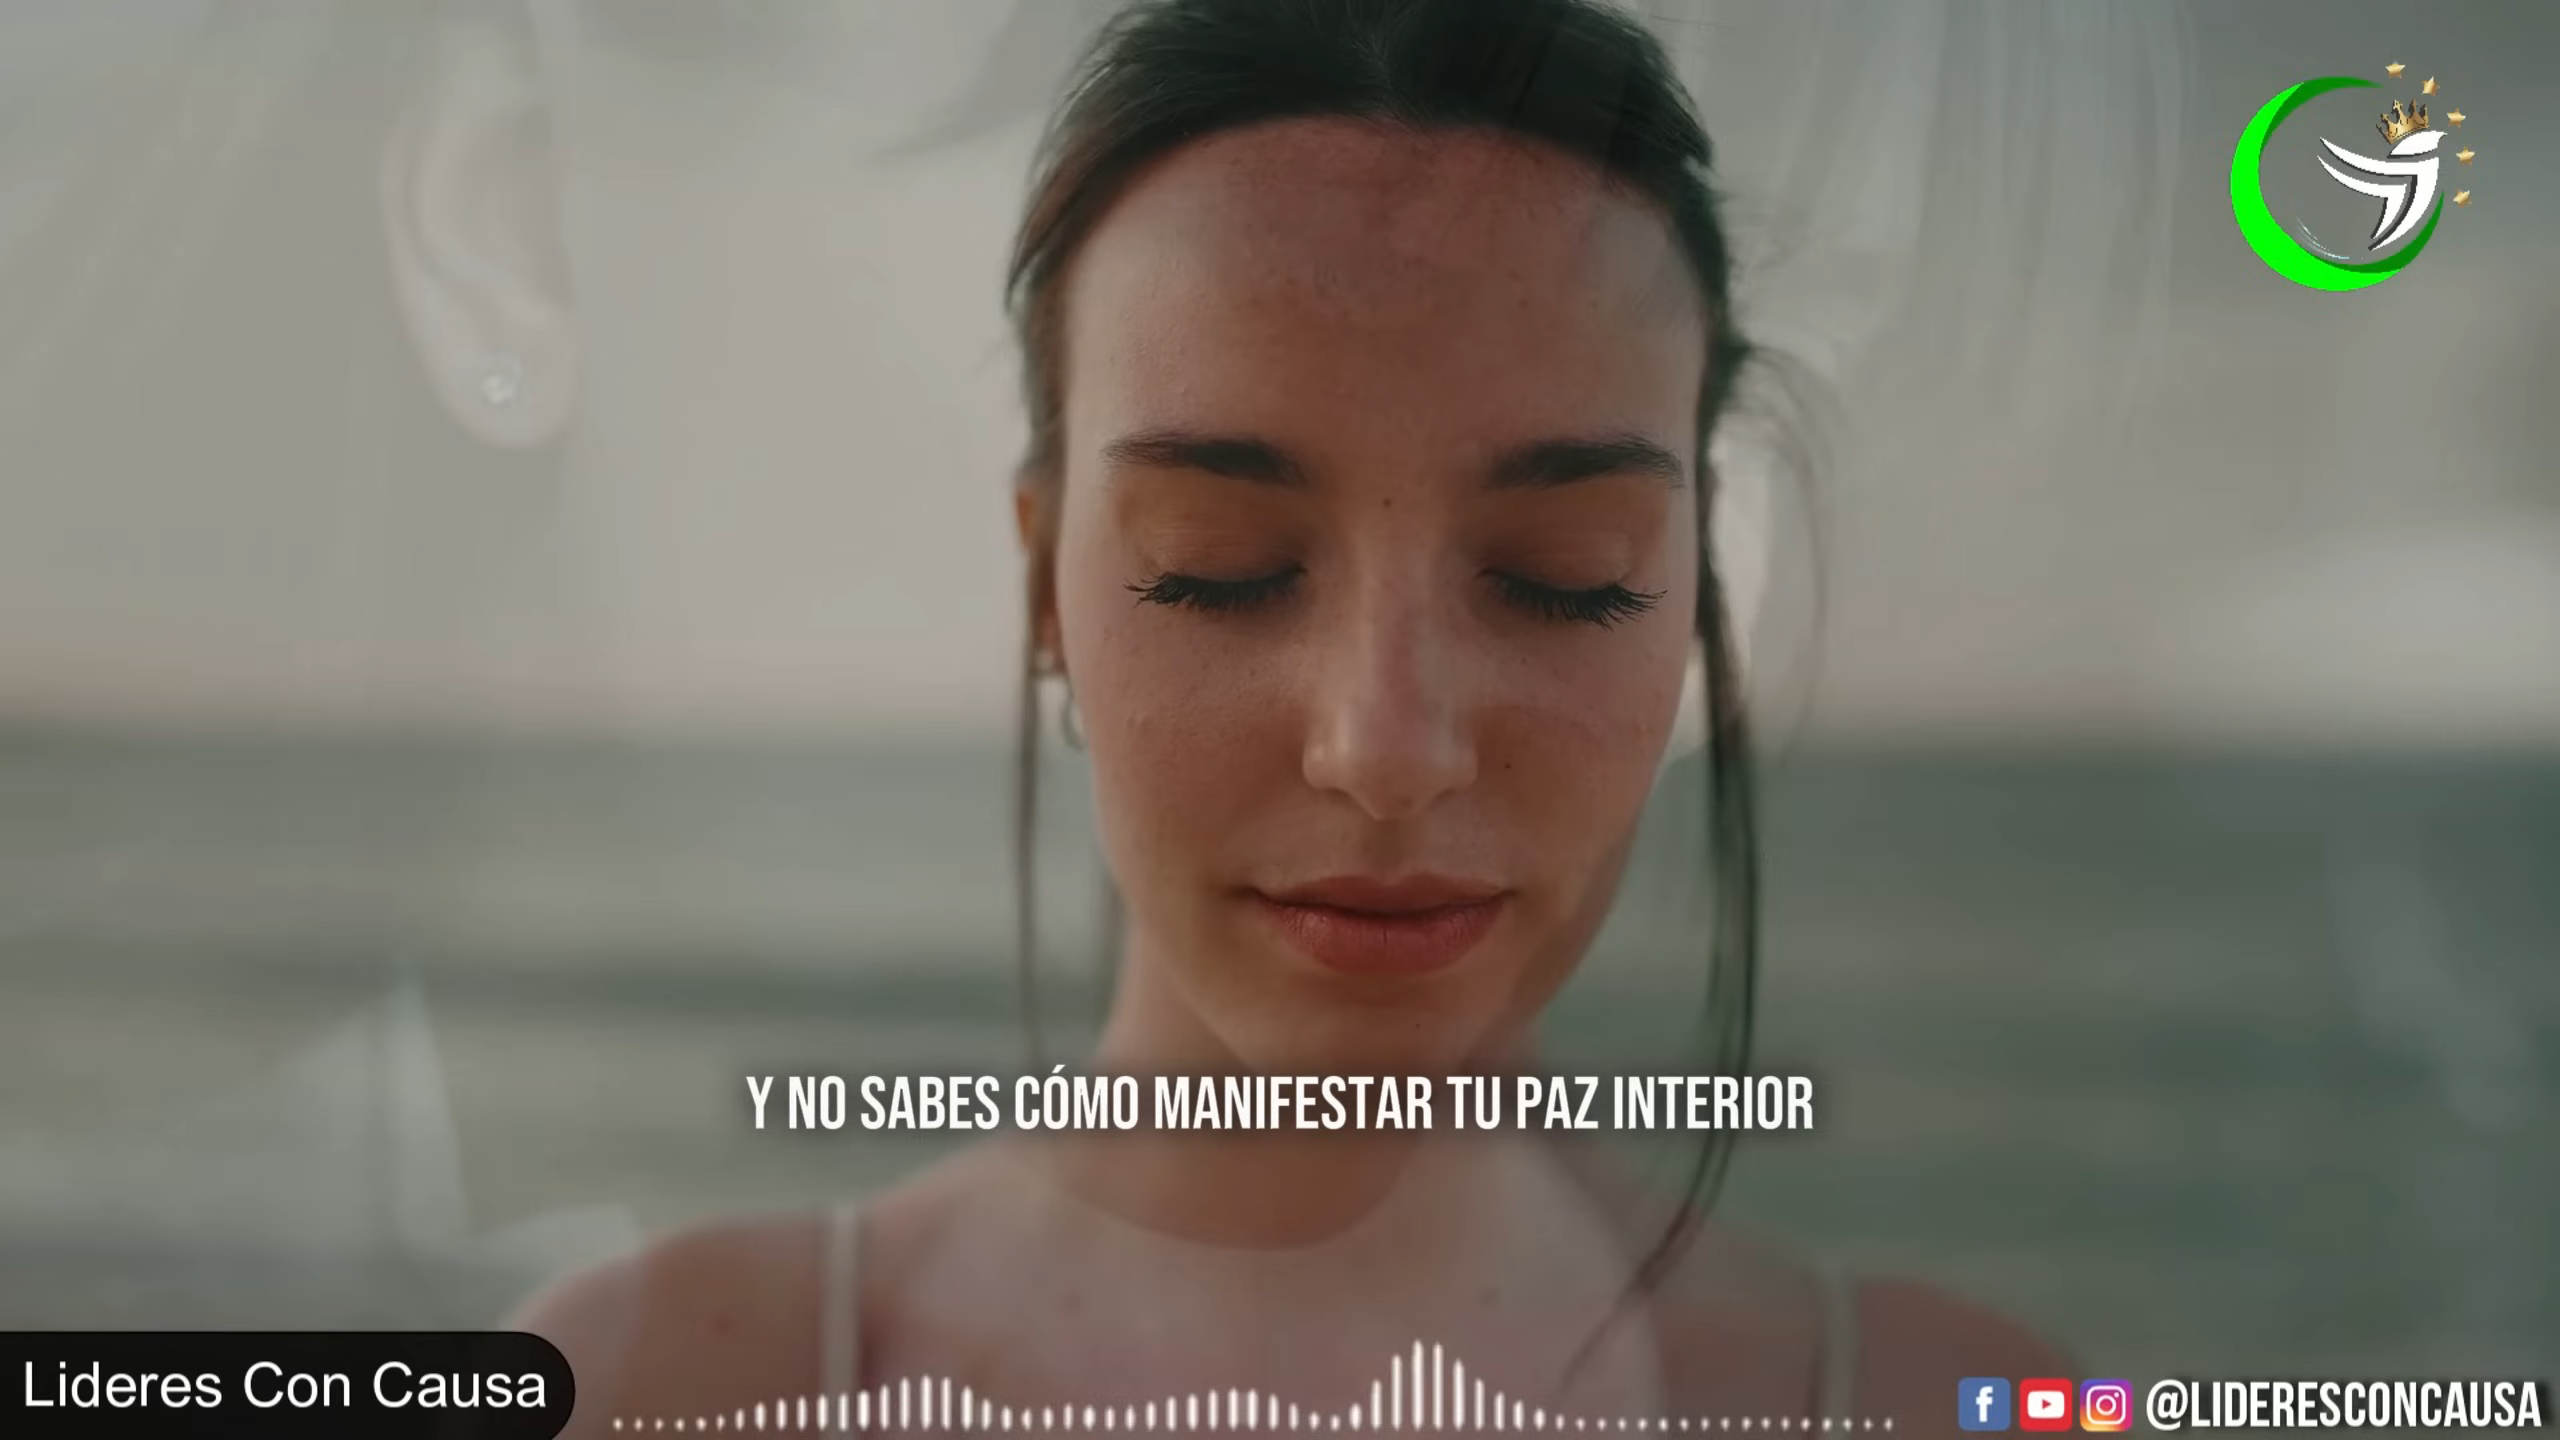 Y NO SABES CÓMO MANIFESTAR TU PAZ INTERIOR
Lideres Con Causa
@LIDERESCONCAUSA